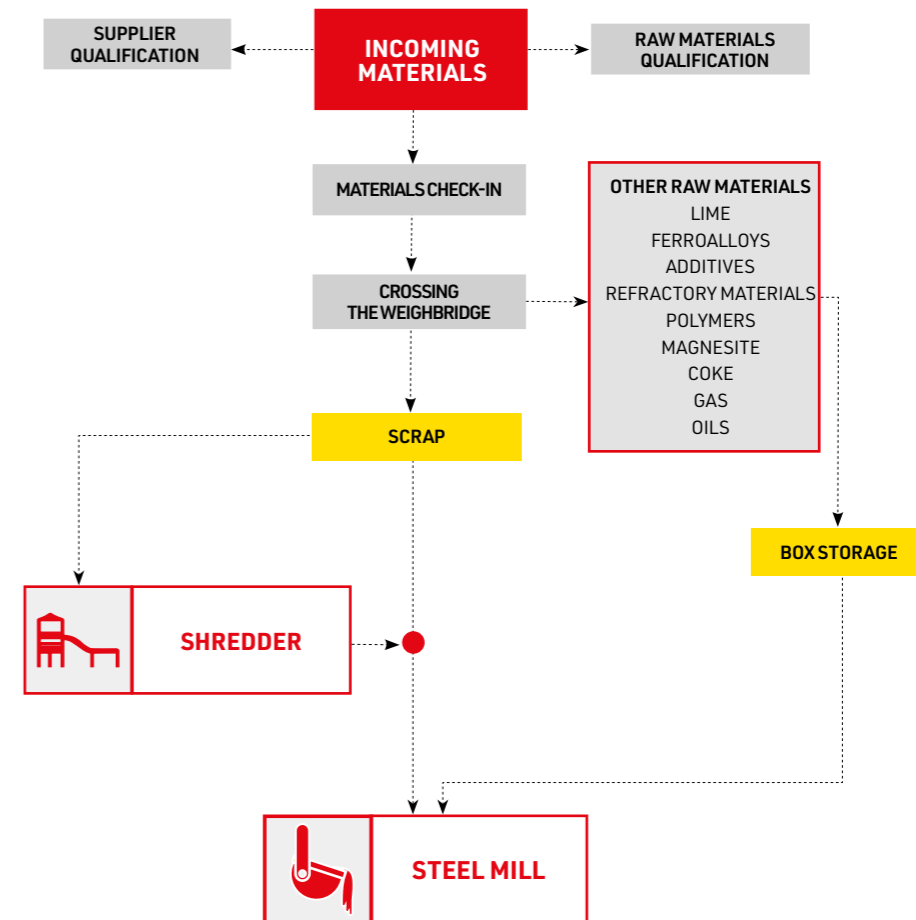 SUPPLIER
QUALIFICATION
INCOMING
MATERIALS
RAW MATERIALS
QUALIFICATION
MATERIALS CHECK-IN
CROSSING
THE WEIGHBRIDGE
OTHER RAW MATERIALS
LIME
FERROALLOYS
ADDITIVES
REFRACTORY MATERIALS
POLYMERS
MAGNESITE
COKE
GAS
OILS
SCRAP
BOX STORAGE
SHREDDER
STEEL MILL